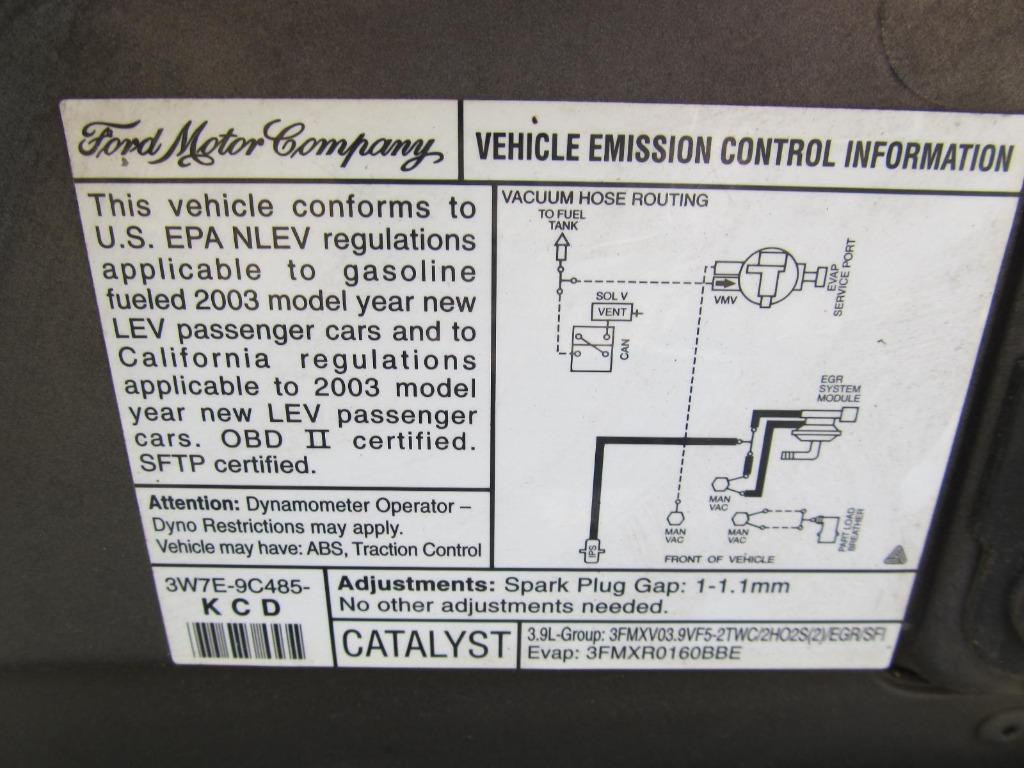 Ford Motor Company
VEHICLE EMISSION CONTROL INFORMATION
This vehicle conforms to
U.S. EPA NLEV regulations
applicable to gasoline
fueled 2003 model year new
LEV passenger cars and to
California regulations
applicable to 2003 model
year new LEV passenger
cars. OBD II certified.
SFTP certified.
Attention: Dynamometer Operator –
Dyno Restrictions may apply.
Vehicle may have: ABS, Traction Control
VACUUM HOSE ROUTING
TO FUEL
TANK
VMV
EVAP
SERVICE PORT
SOL V
VENT
CAN
EGR
SYSTEM
MODULE
MAN
VAC
MAN
VAC
MAN
VAC
PART LOAD
BREATHER
IPS
FRONT OF VEHICLE
3W7E-9C485-
KCD
Adjustments: Spark Plug Gap: 1-1.1mm
No other adjustments needed.
CATALYST
3.9L-Group: 3FMXV03.9VF5-2TWC/2HO2S(2)/EGR/SFI
Evap: 3FMXR0160BBE